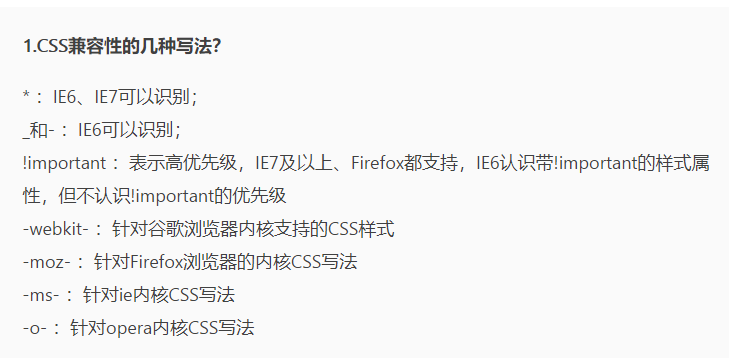 1.CSS兼容性的几种写法?
*： IE6、IE7可以识别；
_和-： IE6可以识别；
!important： 表示高优先级，IE7及以上、Firefox都支持，IE6认识带!important的样式属
性，但不认识!important的优先级
-webkit-： 针对谷歌浏览器内核支持的CSS样式
-moz-： 针对Firefox浏览器的内核CSS写法
-ms-： 针对ie内核CSS写法
-o-： 针对opera内核CSS写法